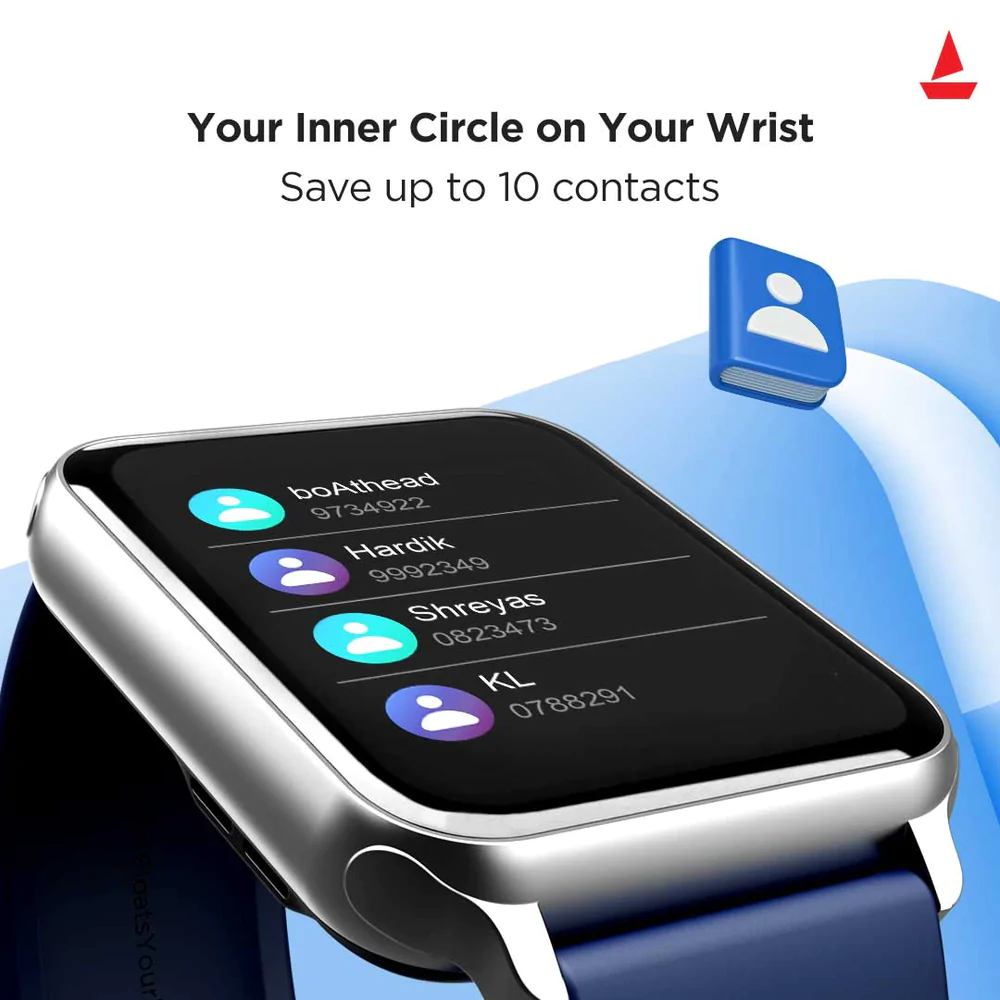 Your Inner Circle on Your Wrist
Save up to 10 contacts
boAthead
9734922
Hardik
9992349
Shreyas
0823473
KL
0788291